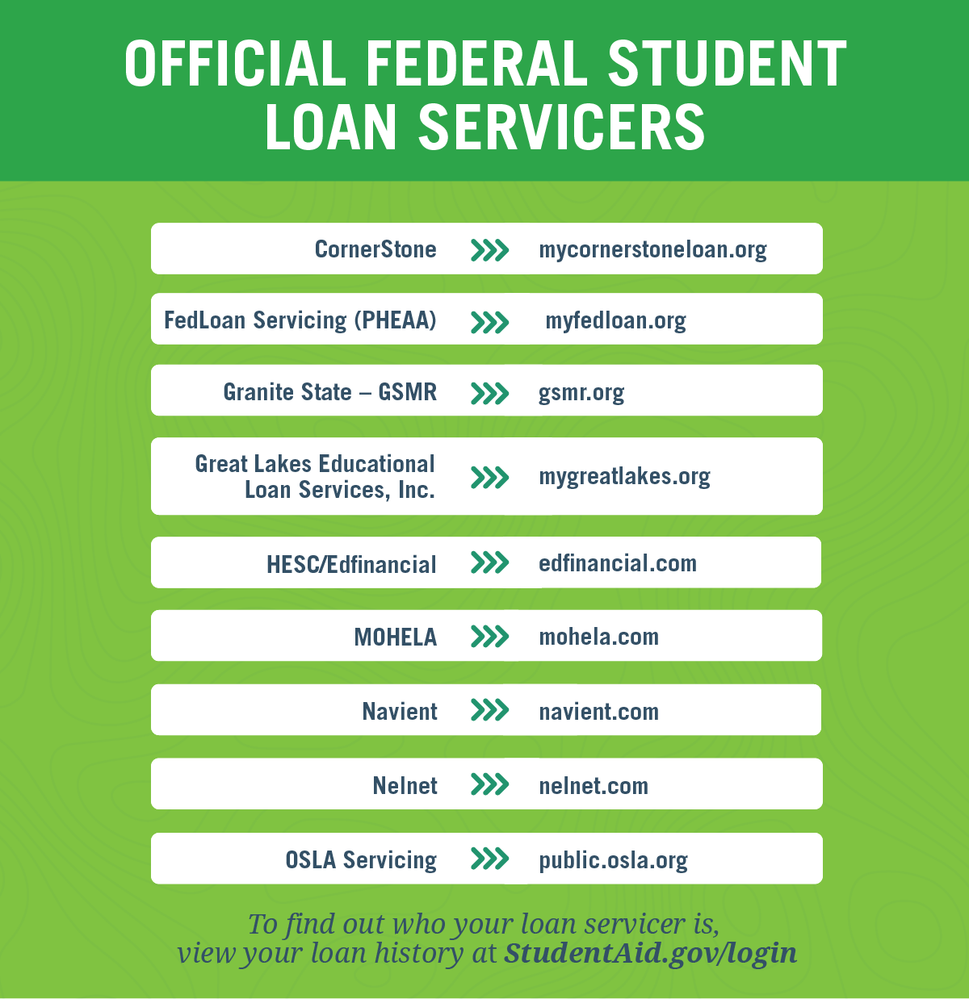 OFFICIAL FEDERAL STUDENT
LOAN SERVICERS
CornerStone mycornerstoneloan.org
FedLoan Servicing (PHEAA) myfedloan.org
Granite State – GSMR gsmr.org
Great Lakes Educational
Loan Services, Inc. mygreatlakes.org
HESC/Edfinancial edfinancial.com
MOHELA mohela.com
Navient navient.com
Nelnet nelnet.com
OSLA Servicing public.osla.org
To find out who your loan servicer is,
view your loan history at StudentAid.gov/login